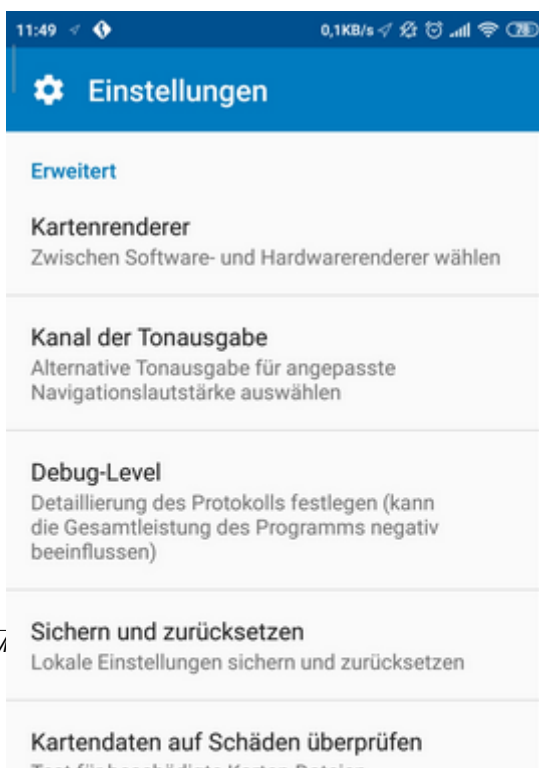 11:49 0,1KB/s 78
Einstellungen
Erweitert
Kartenrenderer
Zwischen Software- und Hardwarerenderer wählen
Kanal der Tonausgabe
Alternative Tonausgabe für angepasste
Navigationslautstärke auswählen
Debug-Level
Detaillierung des Protokolls festlegen (kann
die Gesamtleistung des Programms negativ
beeinflussen)
Sichern und zurücksetzen
Lokale Einstellungen sichern und zurücksetzen
Kartendaten auf Schäden überprüfen